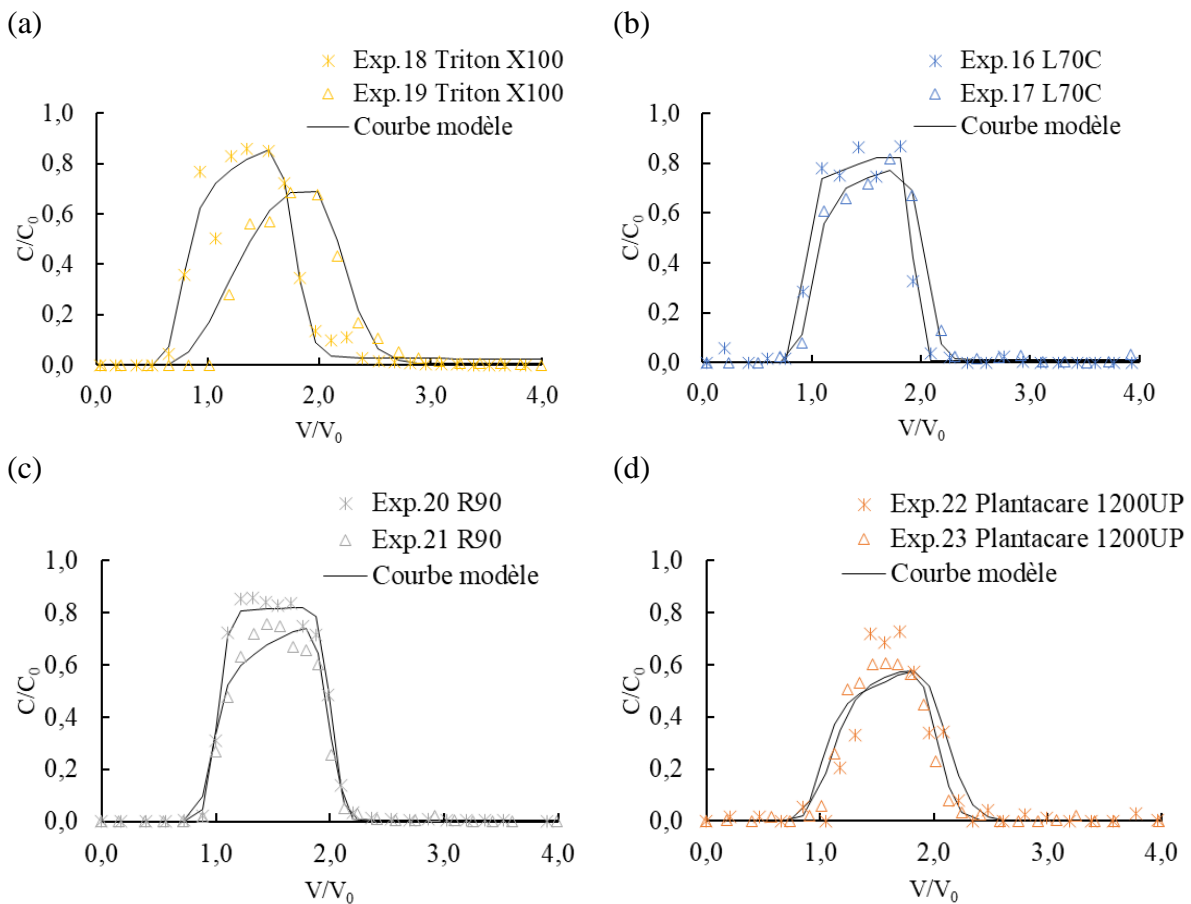 (a)
Exp.18 Triton X100
Exp.19 Triton X100
Courbe modèle
1,0
0,8
0,6
0,4
0,2
0,0
C/C0
0,0 1,0 2,0 3,0 4,0
V/V0
(b)
Exp.16 L70C
Exp.17 L70C
Courbe modèle
1,0
0,8
0,6
0,4
0,2
0,0
C/C0
0,0 1,0 2,0 3,0 4,0
V/V0
(c)
Exp.20 R90
Exp.21 R90
Courbe modèle
1,0
0,8
0,6
0,4
0,2
0,0
C/C0
0,0 1,0 2,0 3,0 4,0
V/V0
(d)
Exp.22 Plantacare 1200UP
Exp.23 Plantacare 1200UP
Courbe modèle
1,0
0,8
0,6
0,4
0,2
0,0
C/C0
0,0 1,0 2,0 3,0 4,0
V/V0